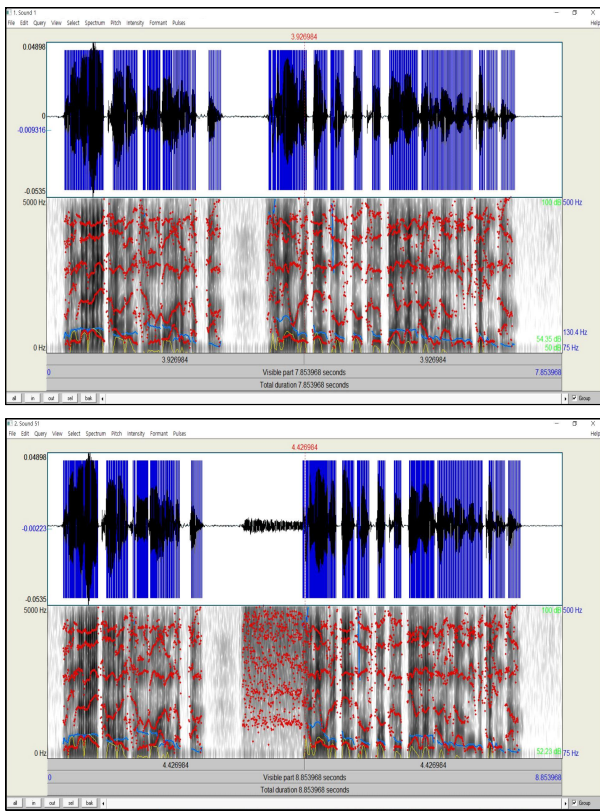 1. Sound 1
File Edit Query View Select Spectrum Pitch Intensity Formant Pulses Help
3.926984
0.04898
0
-0.009316
-0.0535
5000 Hz 100 dB 500 Hz
130.4 Hz
54.35 dB
0 Hz 50 dB 75 Hz
3.926984 3.926984
0 Visible part 7.853968 seconds 7.853968
Total duration 7.853968 seconds
all in out sel bak Group
2. Sound S1
File Edit Query View Select Spectrum Pitch Intensity Formant Pulses Help
4.426984
0.04898
-0.00223
-0.0535
5000 Hz 100 dB 500 Hz
0 Hz 52.23 dB 75 Hz
4.426984 4.426984
0 Visible part 8.853968 seconds 8.853968
Total duration 8.853968 seconds
all in out sel bak Group